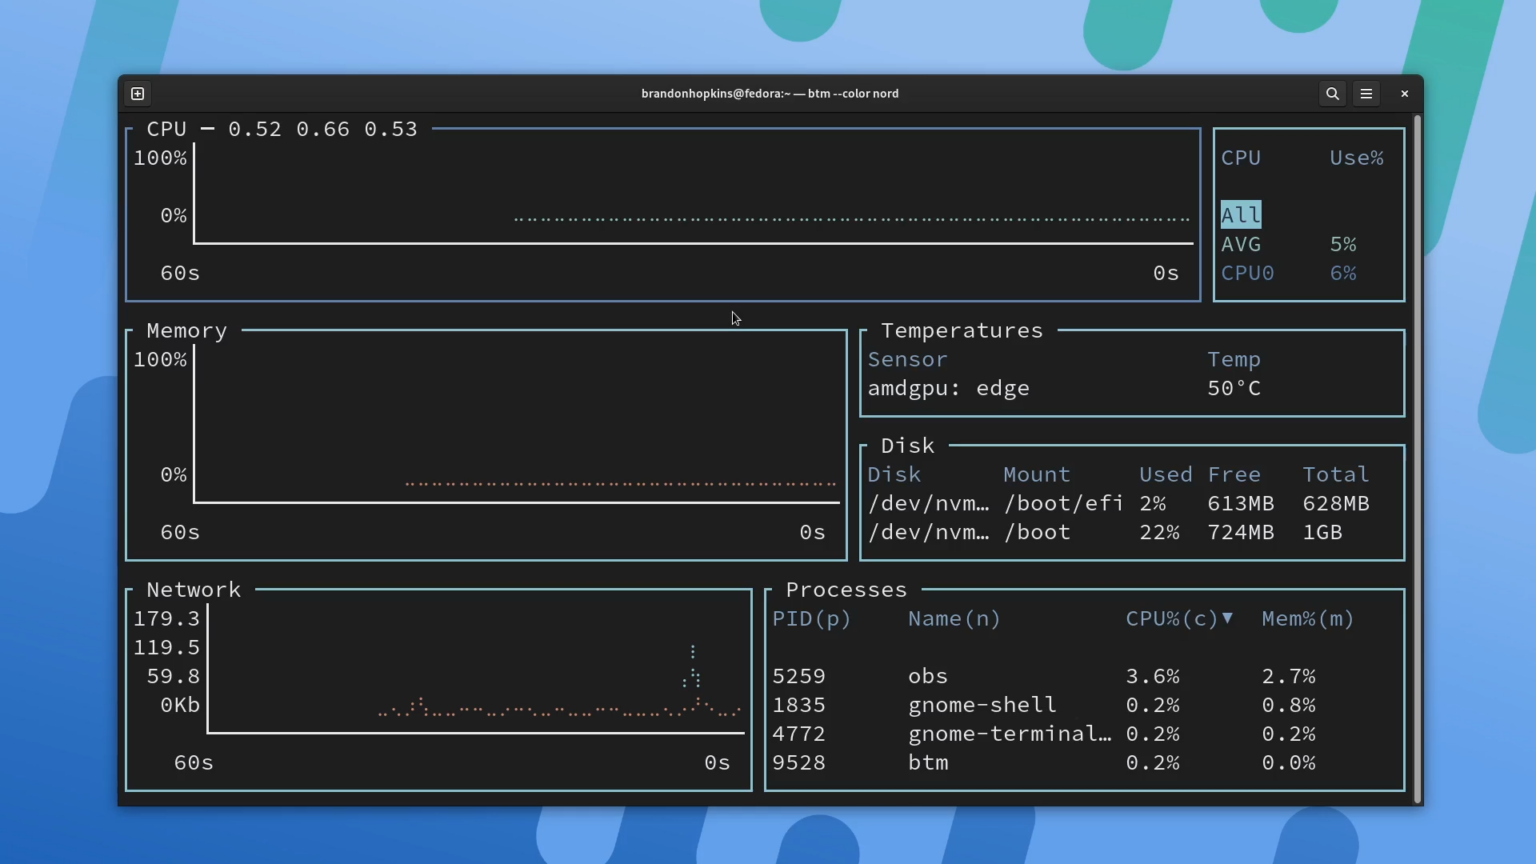 brandonhopkins@fedora:~ — btm --color nord
CPU — 0.52 0.66 0.53
100%
0%
60s 0s
CPU Use%
All
AVG 5%
CPU0 6%
Memory
100%
0%
60s 0s
Temperatures
Sensor Temp
amdgpu: edge 50°C
Disk
Disk Mount Used Free Total
/dev/nvm… /boot/efi 2% 613MB 628MB
/dev/nvm… /boot 22% 724MB 1GB
Network
179.3
119.5
59.8
0Kb
60s 0s
Processes
PID(p) Name(n) CPU%(c)▼ Mem%(m)
5259 obs 3.6% 2.7%
1835 gnome-shell 0.2% 0.8%
4772 gnome-terminal… 0.2% 0.2%
9528 btm 0.2% 0.0%